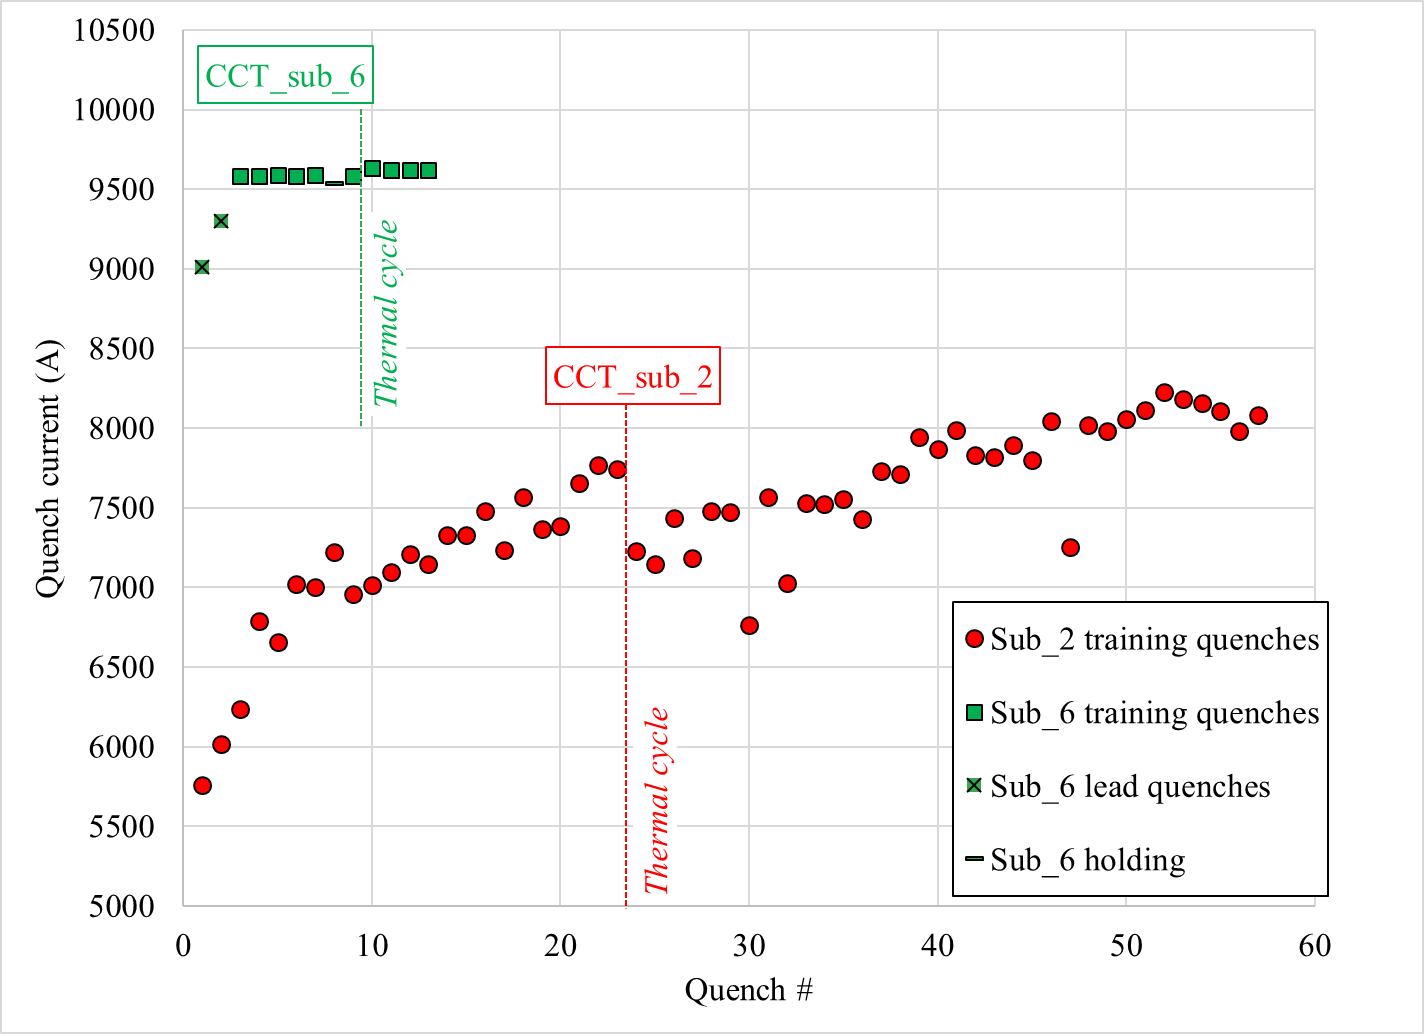 10500
10000
9500
9000
8500
8000
7500
7000
6500
6000
5500
5000
0
10
20
30
40
50
60
Quench current (A)
Quench #
CCT_sub_6
Thermal cycle
CCT_sub_2
Thermal cycle
Sub_2 training quenches
Sub_6 training quenches
Sub_6 lead quenches
Sub_6 holding